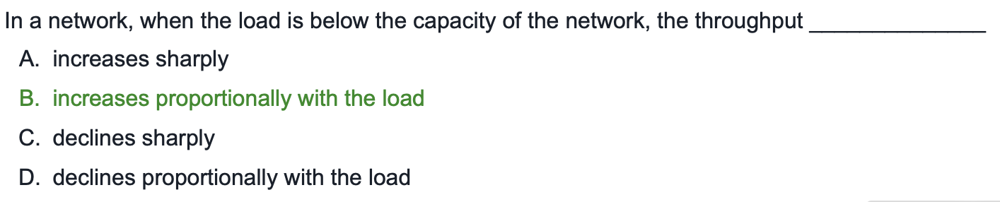 In a network, when the load is below the capacity of the network, the throughput ______________
A. increases sharply
B. increases proportionally with the load
C. declines sharply
D. declines proportionally with the load